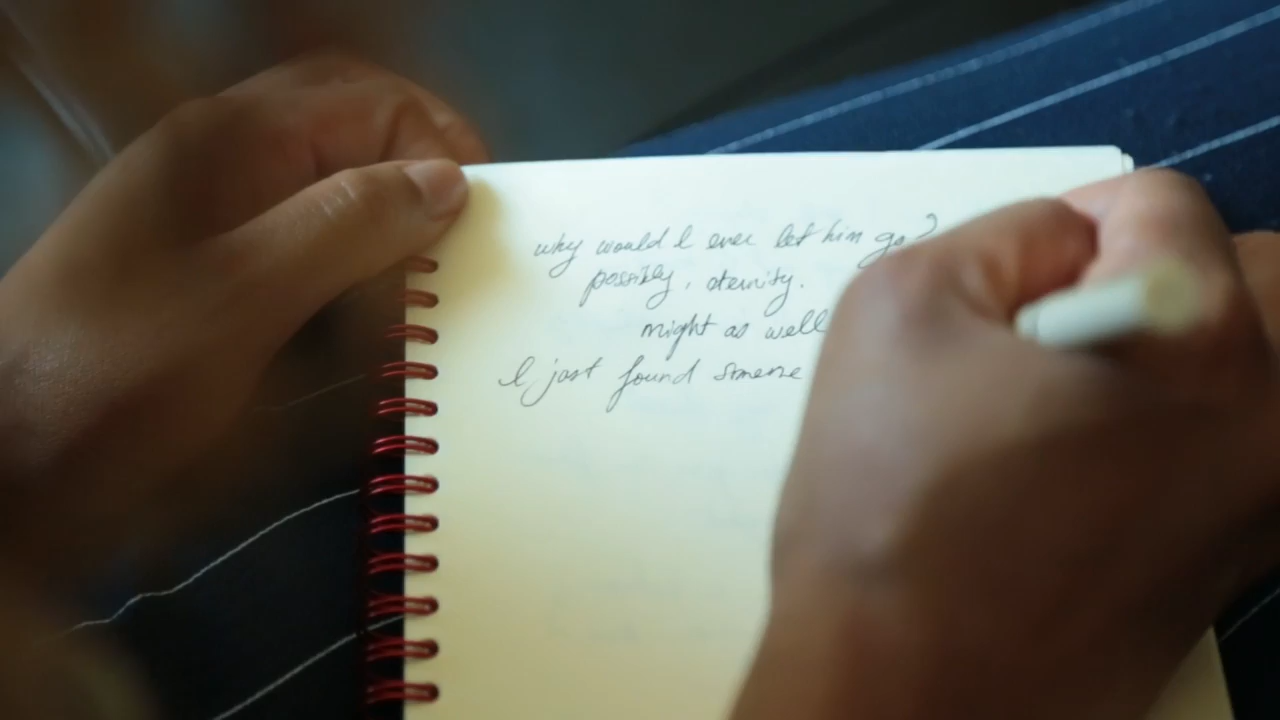 why would I ever let him go?
possibly, eternity.
might as well
I just found someone